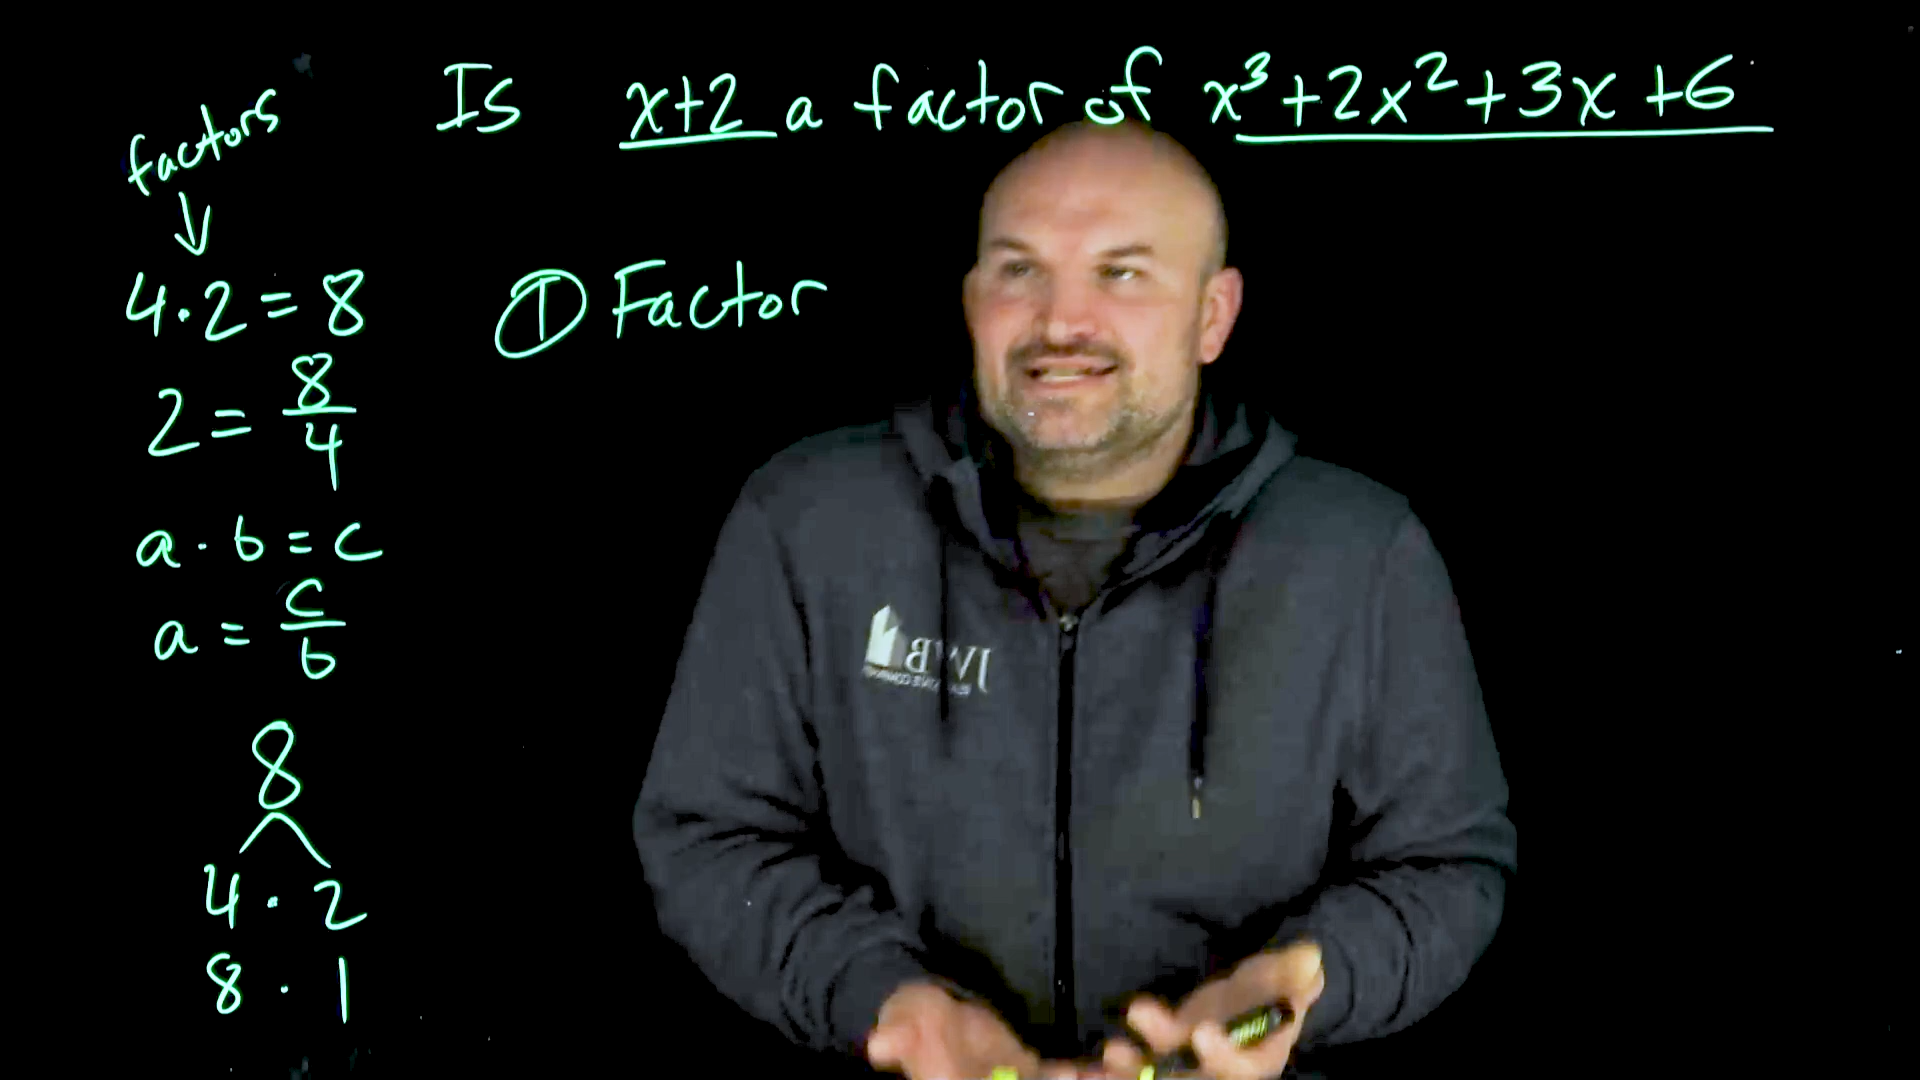 Is x+2 a factor of x³+2x²+3x+6
factors
↓
4·2=8
2=8/4
a·b=c
a=c/b
8
4·2
8·1
① Factor
JWB